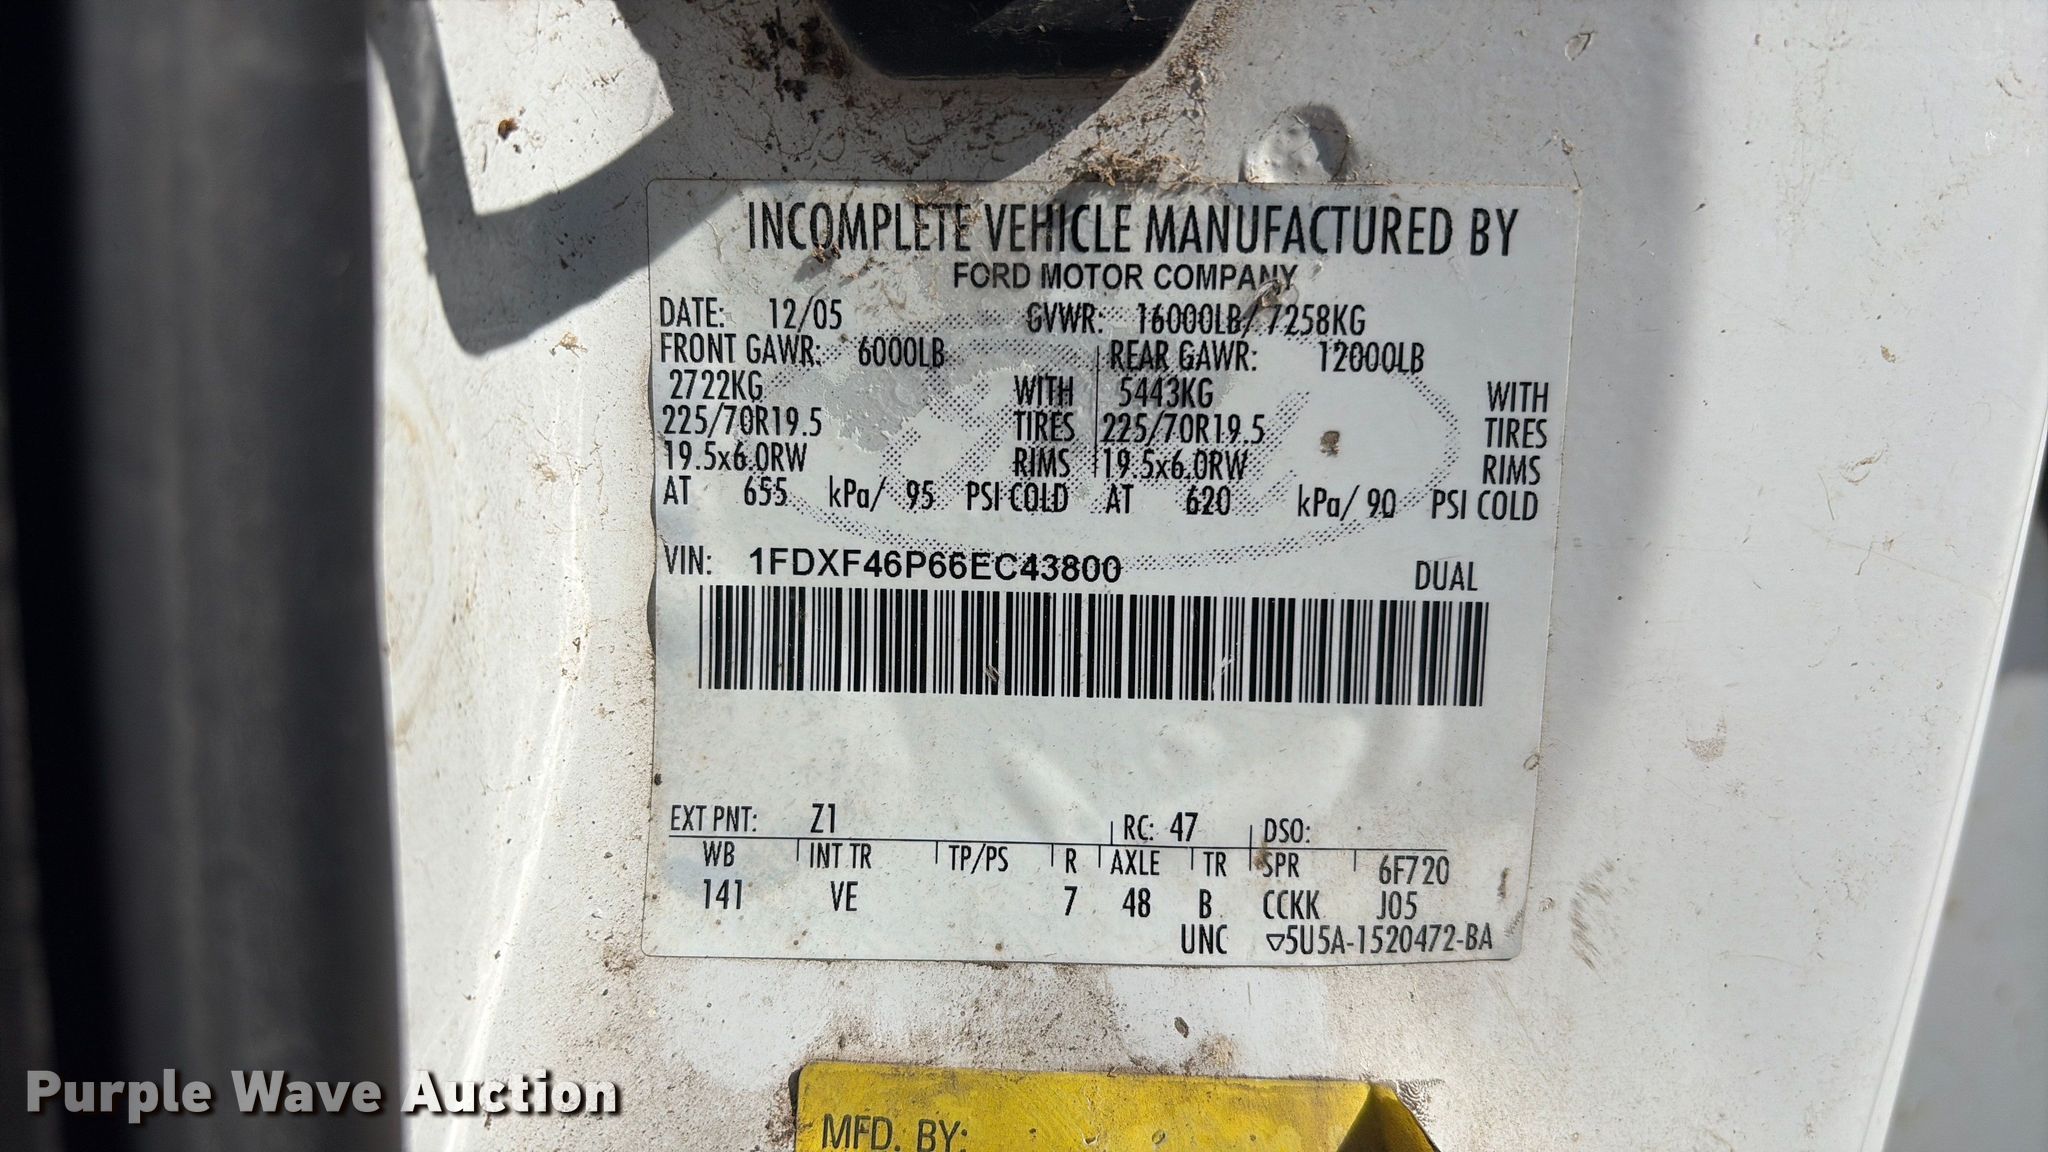 INCOMPLETE VEHICLE MANUFACTURED BY
FORD MOTOR COMPANY
DATE: 12/05 GVWR: 16000LB/ 7258KG
FRONT GAWR: 6000LB REAR GAWR: 12000LB
2722KG WITH 5443KG WITH
225/70R19.5 TIRES 225/70R19.5 TIRES
19.5x6.0RW RIMS 19.5x6.0RW RIMS
AT 655 kPa/ 95 PSI COLD AT 620 kPa/ 90 PSI COLD
VIN: 1FDXF46P66EC43800 DUAL
EXT PNT: Z1 RC: 47 DSO:
WB INT TR TP/PS R AXLE TR SPR 6F720
141 VE 7 48 B CCKK J05
UNC ▽5U5A-1520472-BA
MFD. BY:
Purple Wave Auction